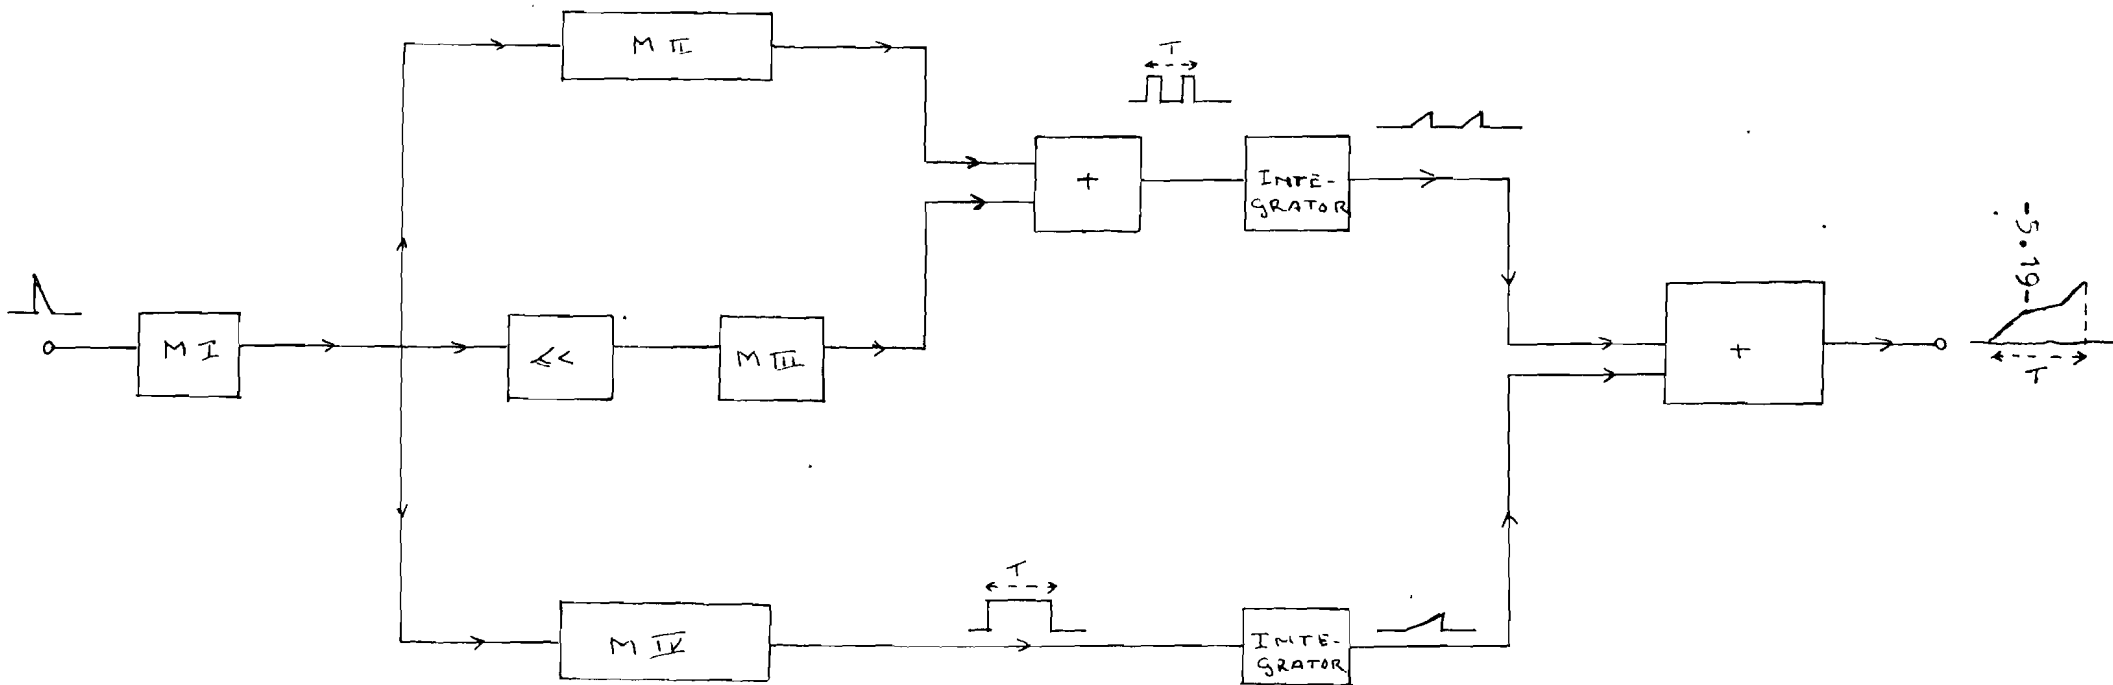 M II
T
+
INTE-
GRATOR
-5.19-
M I
<<
M III
+
T
T
M IV
INTE-
GRATOR